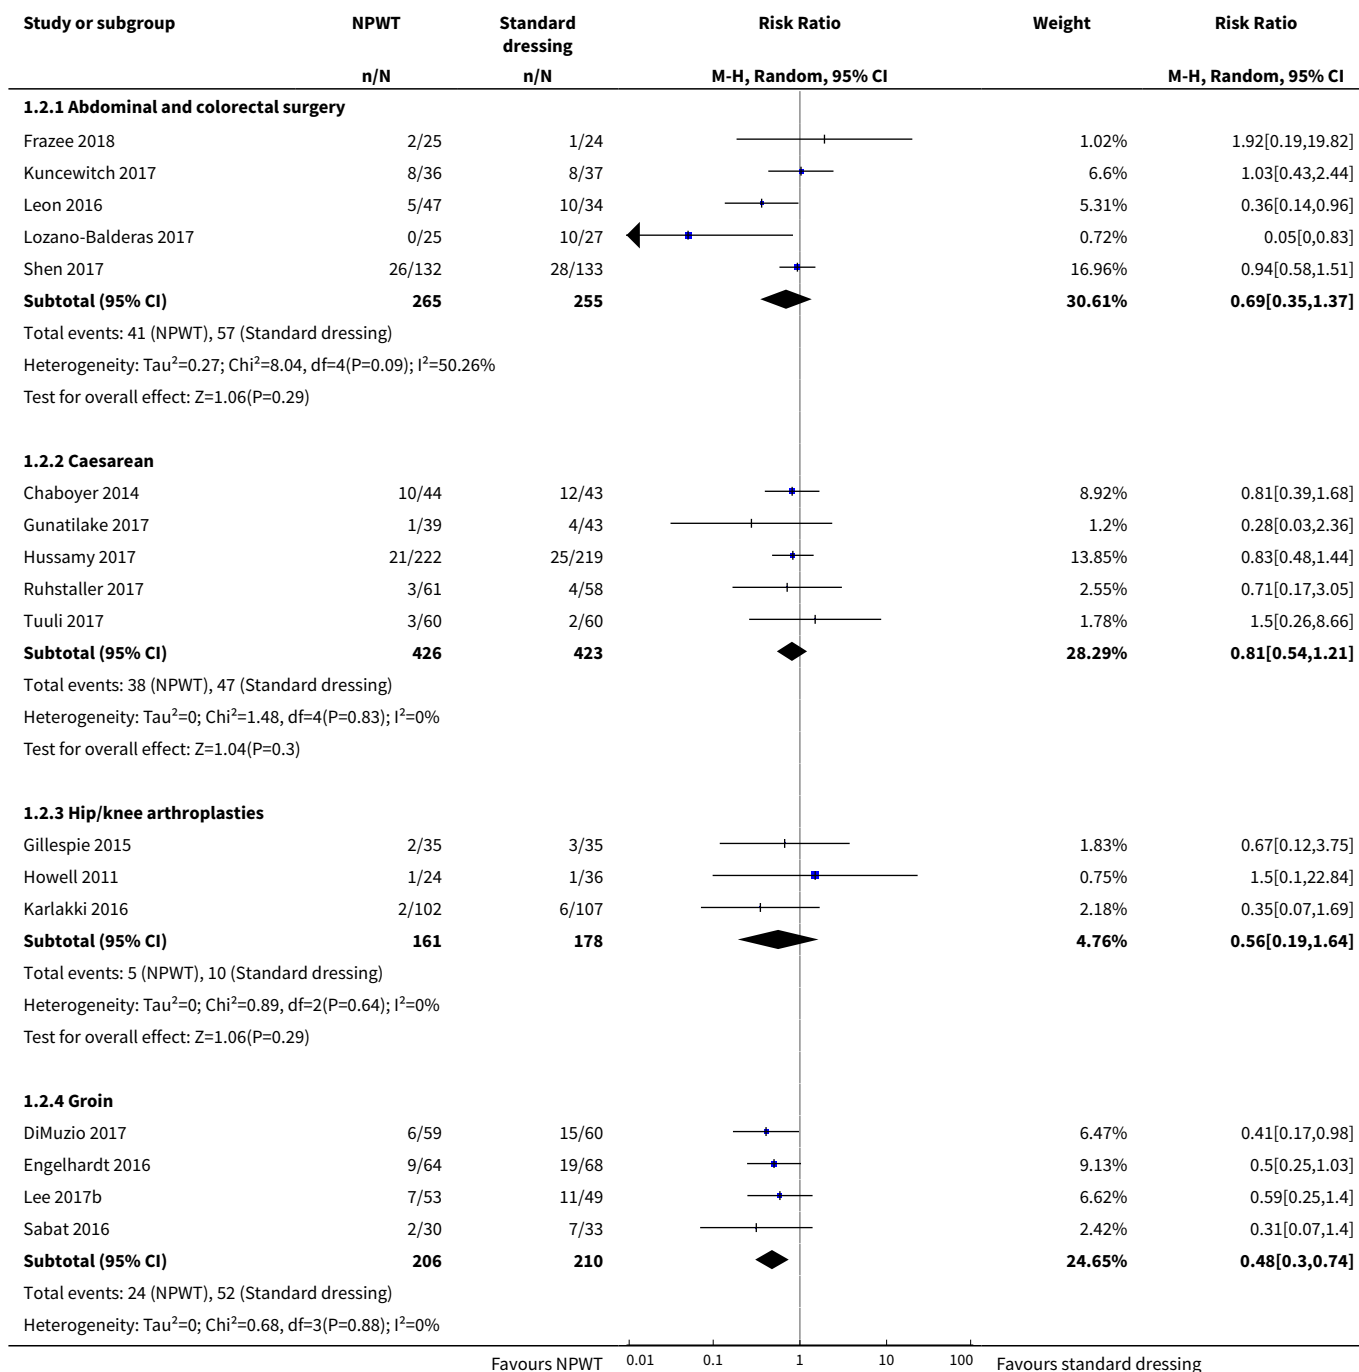 Study or subgroup NPWT Standard dressing Risk Ratio Weight Risk Ratio
n/N n/N M-H, Random, 95% CI M-H, Random, 95% CI
1.2.1 Abdominal and colorectal surgery
Frazee 2018 2/25 1/24 1.02% 1.92[0.19,19.82]
Kuncewitch 2017 8/36 8/37 6.6% 1.03[0.43,2.44]
Leon 2016 5/47 10/34 5.31% 0.36[0.14,0.96]
Lozano-Balderas 2017 0/25 10/27 0.72% 0.05[0,0.83]
Shen 2017 26/132 28/133 16.96% 0.94[0.58,1.51]
Subtotal (95% CI) 265 255 30.61% 0.69[0.35,1.37]
Total events: 41 (NPWT), 57 (Standard dressing)
Heterogeneity: Tau²=0.27; Chi²=8.04, df=4(P=0.09); I²=50.26%
Test for overall effect: Z=1.06(P=0.29)
1.2.2 Caesarean
Chaboyer 2014 10/44 12/43 8.92% 0.81[0.39,1.68]
Gunatilake 2017 1/39 4/43 1.2% 0.28[0.03,2.36]
Hussamy 2017 21/222 25/219 13.85% 0.83[0.48,1.44]
Ruhstaller 2017 3/61 4/58 2.55% 0.71[0.17,3.05]
Tuuli 2017 3/60 2/60 1.78% 1.5[0.26,8.66]
Subtotal (95% CI) 426 423 28.29% 0.81[0.54,1.21]
Total events: 38 (NPWT), 47 (Standard dressing)
Heterogeneity: Tau²=0; Chi²=1.48, df=4(P=0.83); I²=0%
Test for overall effect: Z=1.04(P=0.3)
1.2.3 Hip/knee arthroplasties
Gillespie 2015 2/35 3/35 1.83% 0.67[0.12,3.75]
Howell 2011 1/24 1/36 0.75% 1.5[0.1,22.84]
Karlakki 2016 2/102 6/107 2.18% 0.35[0.07,1.69]
Subtotal (95% CI) 161 178 4.76% 0.56[0.19,1.64]
Total events: 5 (NPWT), 10 (Standard dressing)
Heterogeneity: Tau²=0; Chi²=0.89, df=2(P=0.64); I²=0%
Test for overall effect: Z=1.06(P=0.29)
1.2.4 Groin
DiMuzio 2017 6/59 15/60 6.47% 0.41[0.17,0.98]
Engelhardt 2016 9/64 19/68 9.13% 0.5[0.25,1.03]
Lee 2017b 7/53 11/49 6.62% 0.59[0.25,1.4]
Sabat 2016 2/30 7/33 2.42% 0.31[0.07,1.4]
Subtotal (95% CI) 206 210 24.65% 0.48[0.3,0.74]
Total events: 24 (NPWT), 52 (Standard dressing)
Heterogeneity: Tau²=0; Chi²=0.68, df=3(P=0.88); I²=0%
Favours NPWT 0.01 0.1 1 10 100 Favours standard dressing